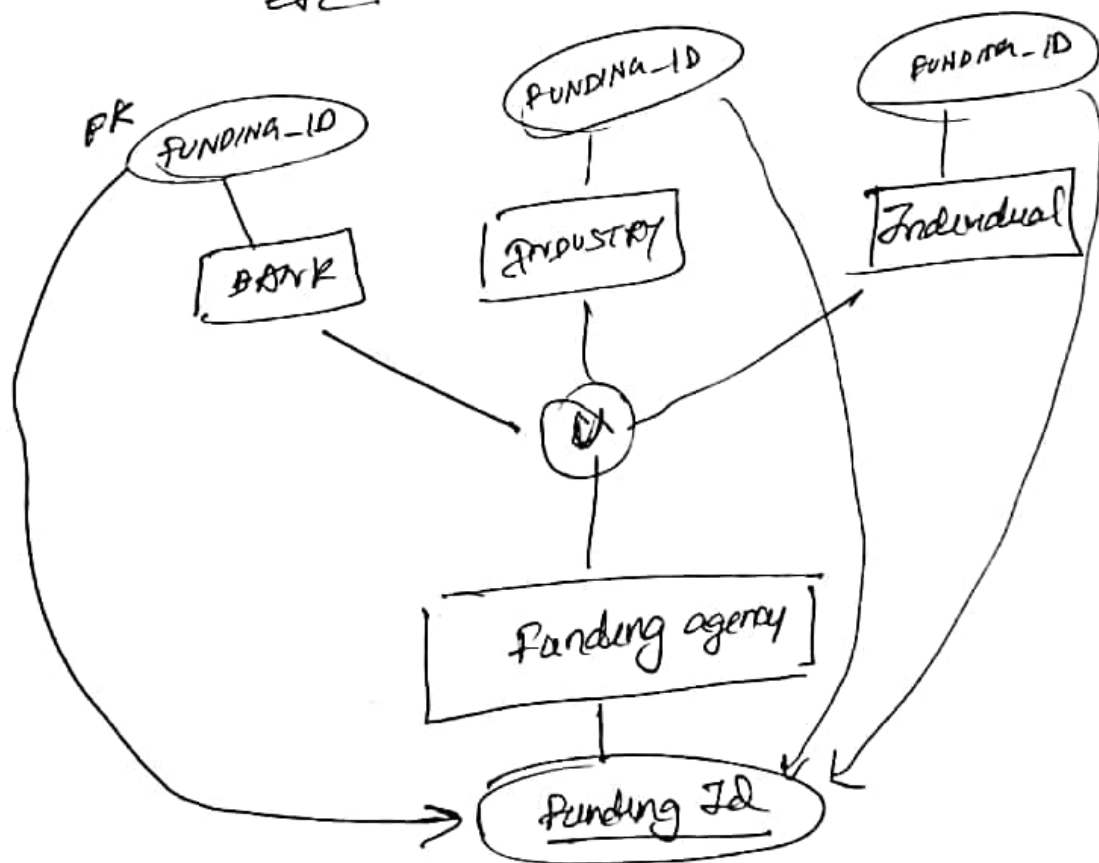 FUNDING_ID
FUNDING_ID
PK
FUNDING_ID
INDUSTRY
Individual
BANK
U
Funding agency
Funding Id